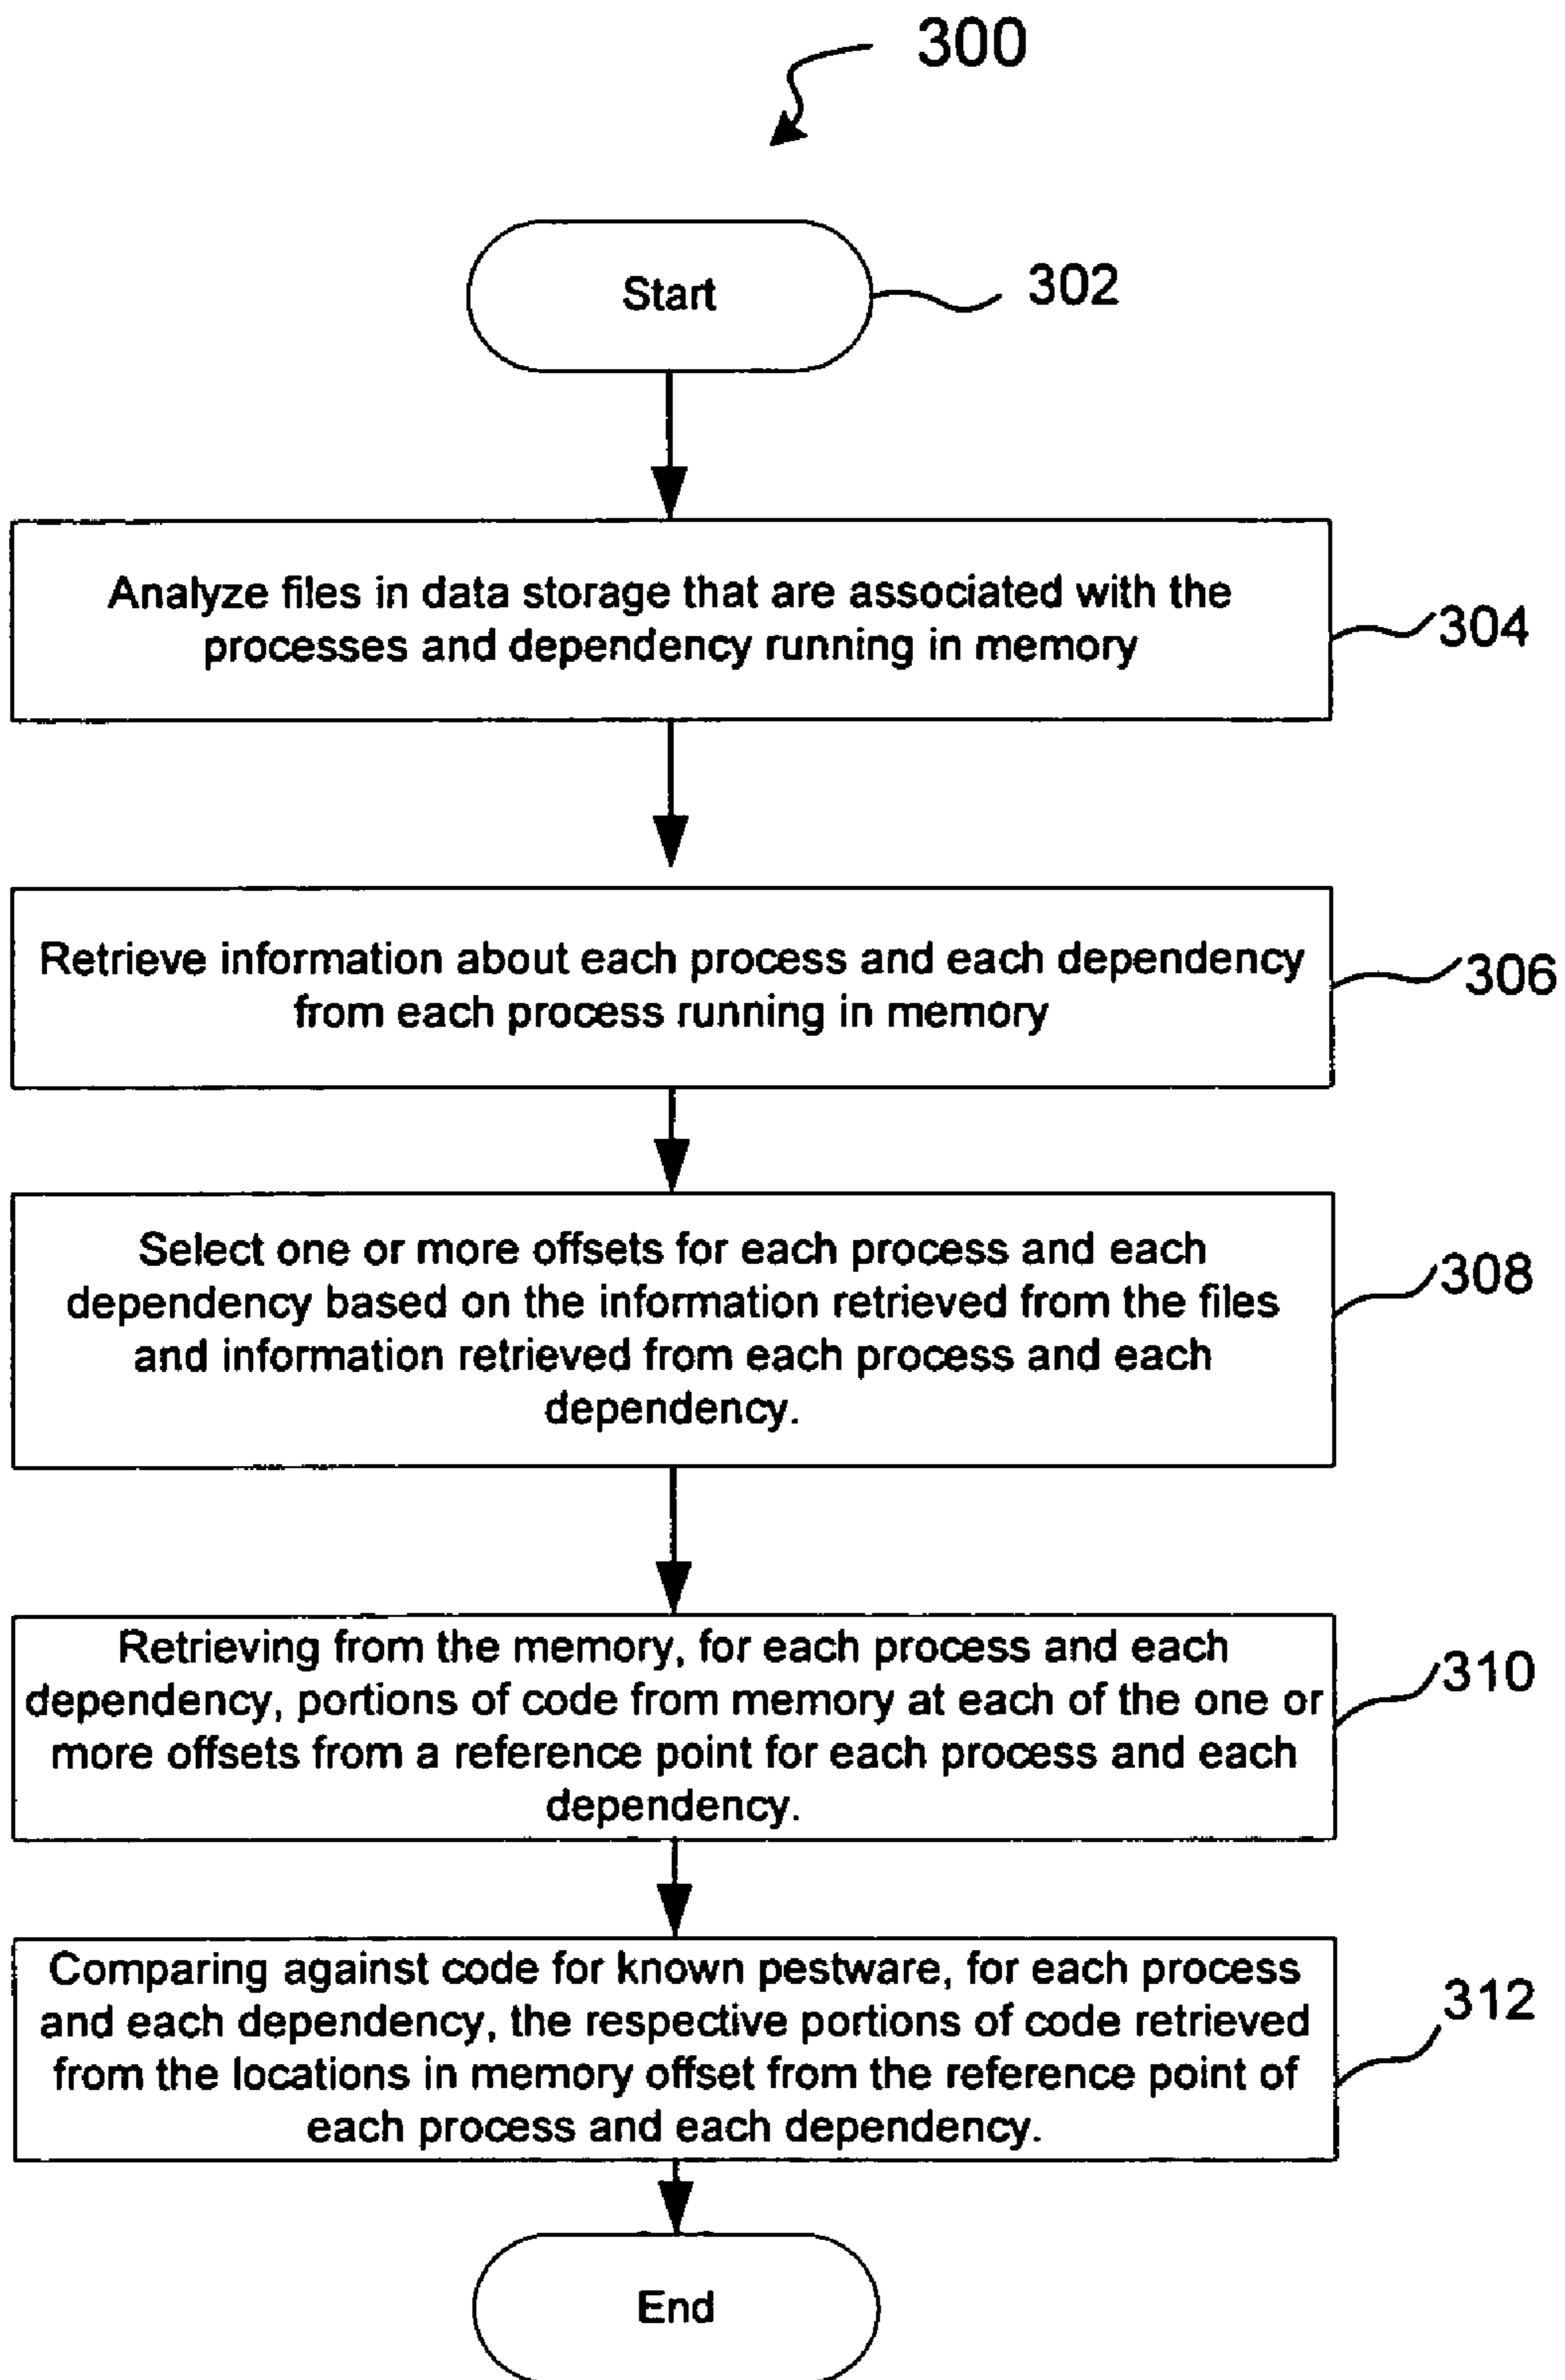 300
Start
302
Analyze files in data storage that are associated with the
processes and dependency running in memory
304
Retrieve information about each process and each dependency
from each process running in memory
306
Select one or more offsets for each process and each
dependency based on the information retrieved from the files
and information retrieved from each process and each
dependency.
308
Retrieving from the memory, for each process and each
dependency, portions of code from memory at each of the one or
more offsets from a reference point for each process and each
dependency.
310
Comparing against code for known pestware, for each process
and each dependency, the respective portions of code retrieved
from the locations in memory offset from the reference point of
each process and each dependency.
312
End